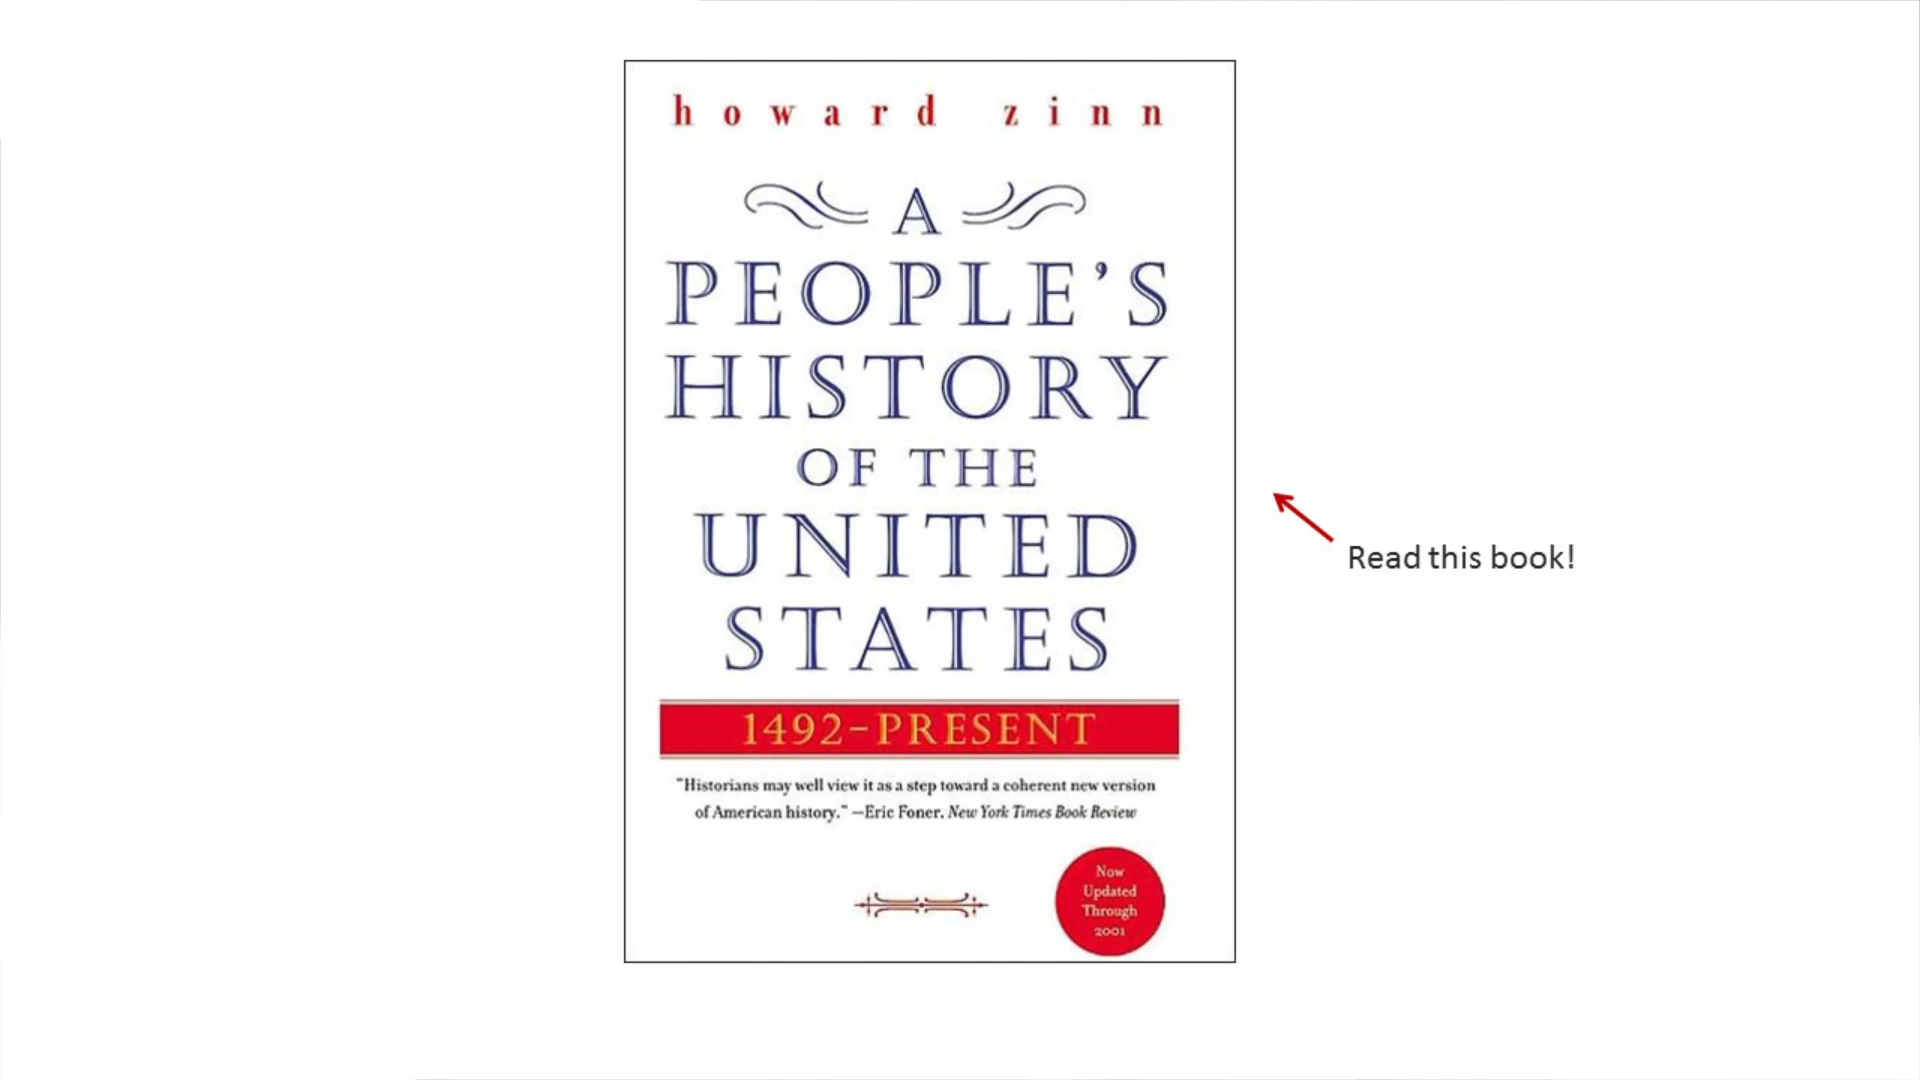 howard zinn
A
PEOPLE'S
HISTORY
OF THE
UNITED
STATES
1492-PRESENT
"Historians may well view it as a step toward a coherent new version
of American history." —Eric Foner, New York Times Book Review
Now
Updated
Through
2001
Read this book!